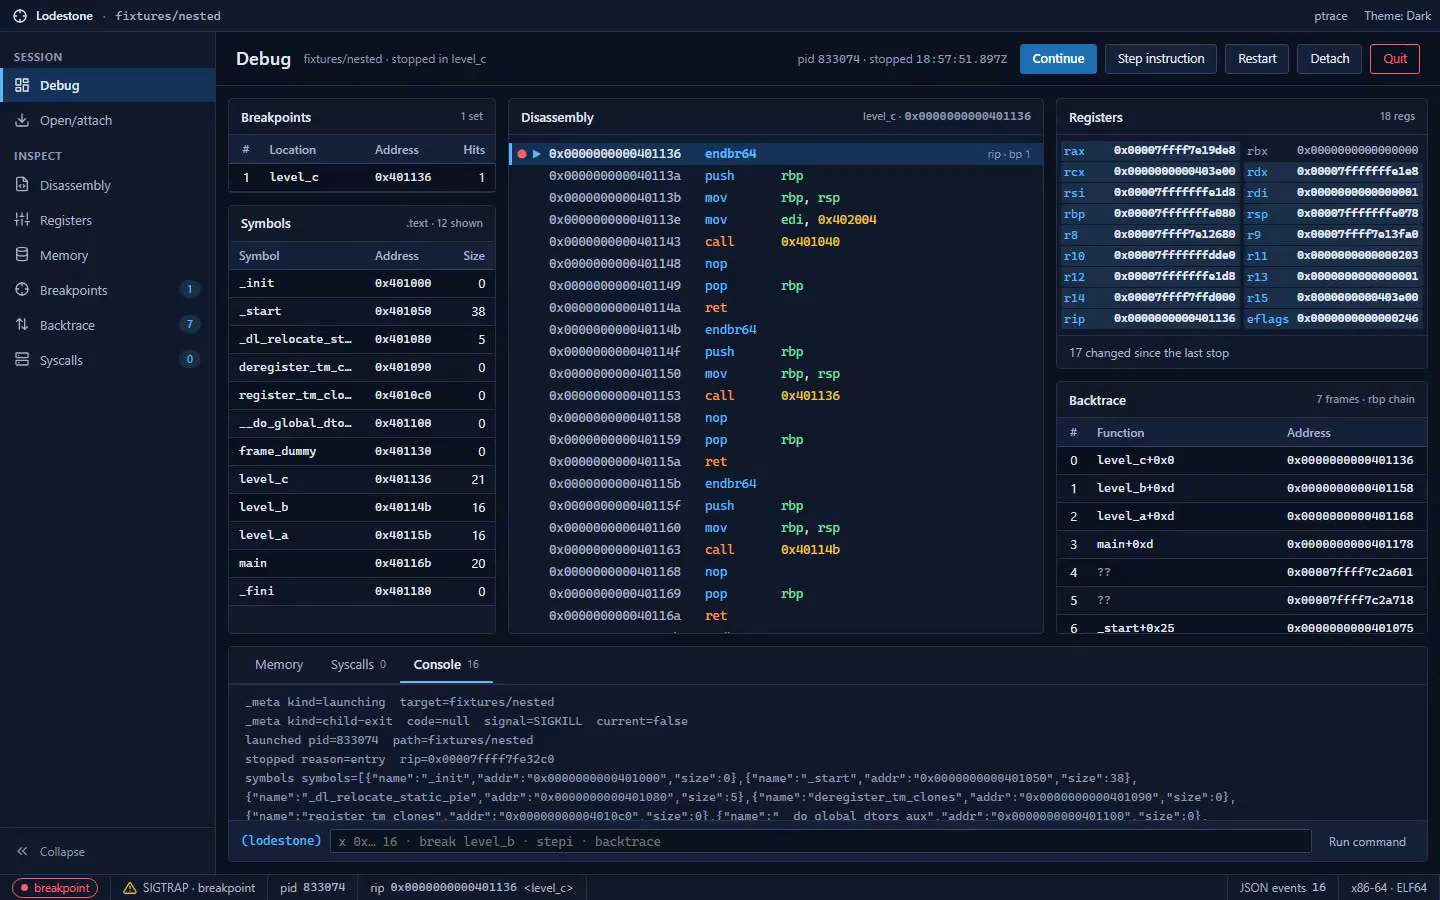 Lodestone · fixtures/nested
ptrace Theme: Dark
SESSION
Debug
Open/attach
INSPECT
Disassembly
Registers
Memory
Breakpoints 1
Backtrace 7
Syscalls 0
Collapse
Debug fixtures/nested · stopped in level_c
pid 833074 · stopped 18:57:51.897Z Continue Step instruction Restart Detach Quit
Breakpoints 1 set
# Location Address Hits
1 level_c 0x401136 1
Symbols .text · 12 shown
Symbol Address Size
_init 0x401000 0
_start 0x401050 38
_dl_relocate_st… 0x401080 5
deregister_tm_c… 0x401090 0
register_tm_clo… 0x4010c0 0
__do_global_dto… 0x401100 0
frame_dummy 0x401130 0
level_c 0x401136 21
level_b 0x40114b 16
level_a 0x40115b 16
main 0x40116b 20
_fini 0x401180 0
Disassembly level_c · 0x0000000000401136
0x0000000000401136 endbr64 rip · bp 1
0x000000000040113a push rbp
0x000000000040113b mov rbp, rsp
0x000000000040113e mov edi, 0x402004
0x0000000000401143 call 0x401040
0x0000000000401148 nop
0x0000000000401149 pop rbp
0x000000000040114a ret
0x000000000040114b endbr64
0x000000000040114f push rbp
0x0000000000401150 mov rbp, rsp
0x0000000000401153 call 0x401136
0x0000000000401158 nop
0x0000000000401159 pop rbp
0x000000000040115a ret
0x000000000040115b endbr64
0x000000000040115f push rbp
0x0000000000401160 mov rbp, rsp
0x0000000000401163 call 0x40114b
0x0000000000401168 nop
0x0000000000401169 pop rbp
0x000000000040116a ret
Registers 18 regs
rax 0x00007ffff7e19de8 rbx 0x0000000000000000
rcx 0x0000000000403e00 rdx 0x00007fffffffe1e8
rsi 0x00007fffffffe1d8 rdi 0x0000000000000001
rbp 0x00007fffffffe080 rsp 0x00007fffffffe078
r8 0x00007ffff7e12680 r9 0x00007ffff7e13fa0
r10 0x00007fffffffdde0 r11 0x0000000000000203
r12 0x00007fffffffe1d8 r13 0x0000000000000001
r14 0x00007ffff7ffd000 r15 0x0000000000403e00
rip 0x0000000000401136 eflags 0x0000000000000246
17 changed since the last stop
Backtrace 7 frames · rbp chain
# Function Address
0 level_c+0x0 0x0000000000401136
1 level_b+0xd 0x0000000000401158
2 level_a+0xd 0x0000000000401168
3 main+0xd 0x0000000000401178
4 ?? 0x00007ffff7c2a601
5 ?? 0x00007ffff7c2a718
6 _start+0x25 0x0000000000401075
Memory Syscalls 0 Console 16
_meta kind=launching target=fixtures/nested
_meta kind=child-exit code=null signal=SIGKILL current=false
launched pid=833074 path=fixtures/nested
stopped reason=entry rip=0x00007ffff7fe32c0
symbols symbols=[{"name":"_init","addr":"0x0000000000401000","size":0},{"name":"_start","addr":"0x0000000000401050","size":38},
{"name":"_dl_relocate_static_pie","addr":"0x0000000000401080","size":5},{"name":"deregister_tm_clones","addr":"0x0000000000401090","size":0},
{"name":"register_tm_clones","addr":"0x00000000004010c0","size":0},{"name":"__do_global_dtors_aux","addr":"0x0000000000401100","size":0},
(lodestone) x 0x… 16 · break level_b · stepi · backtrace Run command
breakpoint SIGTRAP · breakpoint pid 833074 rip 0x0000000000401136 <level_c> JSON events 16 x86-64 · ELF64